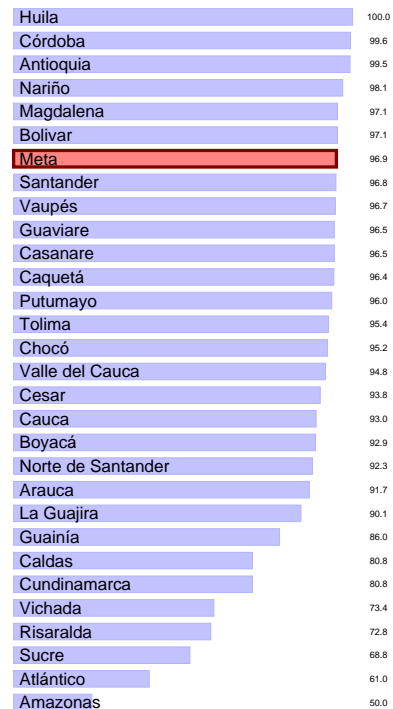 Huila 100.0
Córdoba 99.6
Antioquia 99.5
Nariño 98.1
Magdalena 97.1
Bolivar 97.1
Meta 96.9
Santander 96.8
Vaupés 96.7
Guaviare 96.5
Casanare 96.5
Caquetá 96.4
Putumayo 96.0
Tolima 95.4
Chocó 95.2
Valle del Cauca 94.8
Cesar 93.8
Cauca 93.0
Boyacá 92.9
Norte de Santander 92.3
Arauca 91.7
La Guajira 90.1
Guainía 86.0
Caldas 80.8
Cundinamarca 80.8
Vichada 73.4
Risaralda 72.8
Sucre 68.8
Atlántico 61.0
Amazonas 50.0